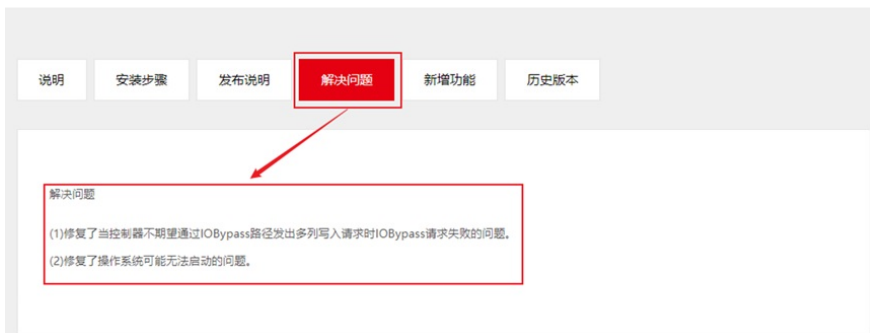 说明 安装步骤 发布说明 解决问题 新增功能 历史版本
解决问题
(1)修复了当控制器不期望通过IOBypass路径发出多列写入请求时IOBypass请求失败的问题。
(2)修复了操作系统可能无法启动的问题。